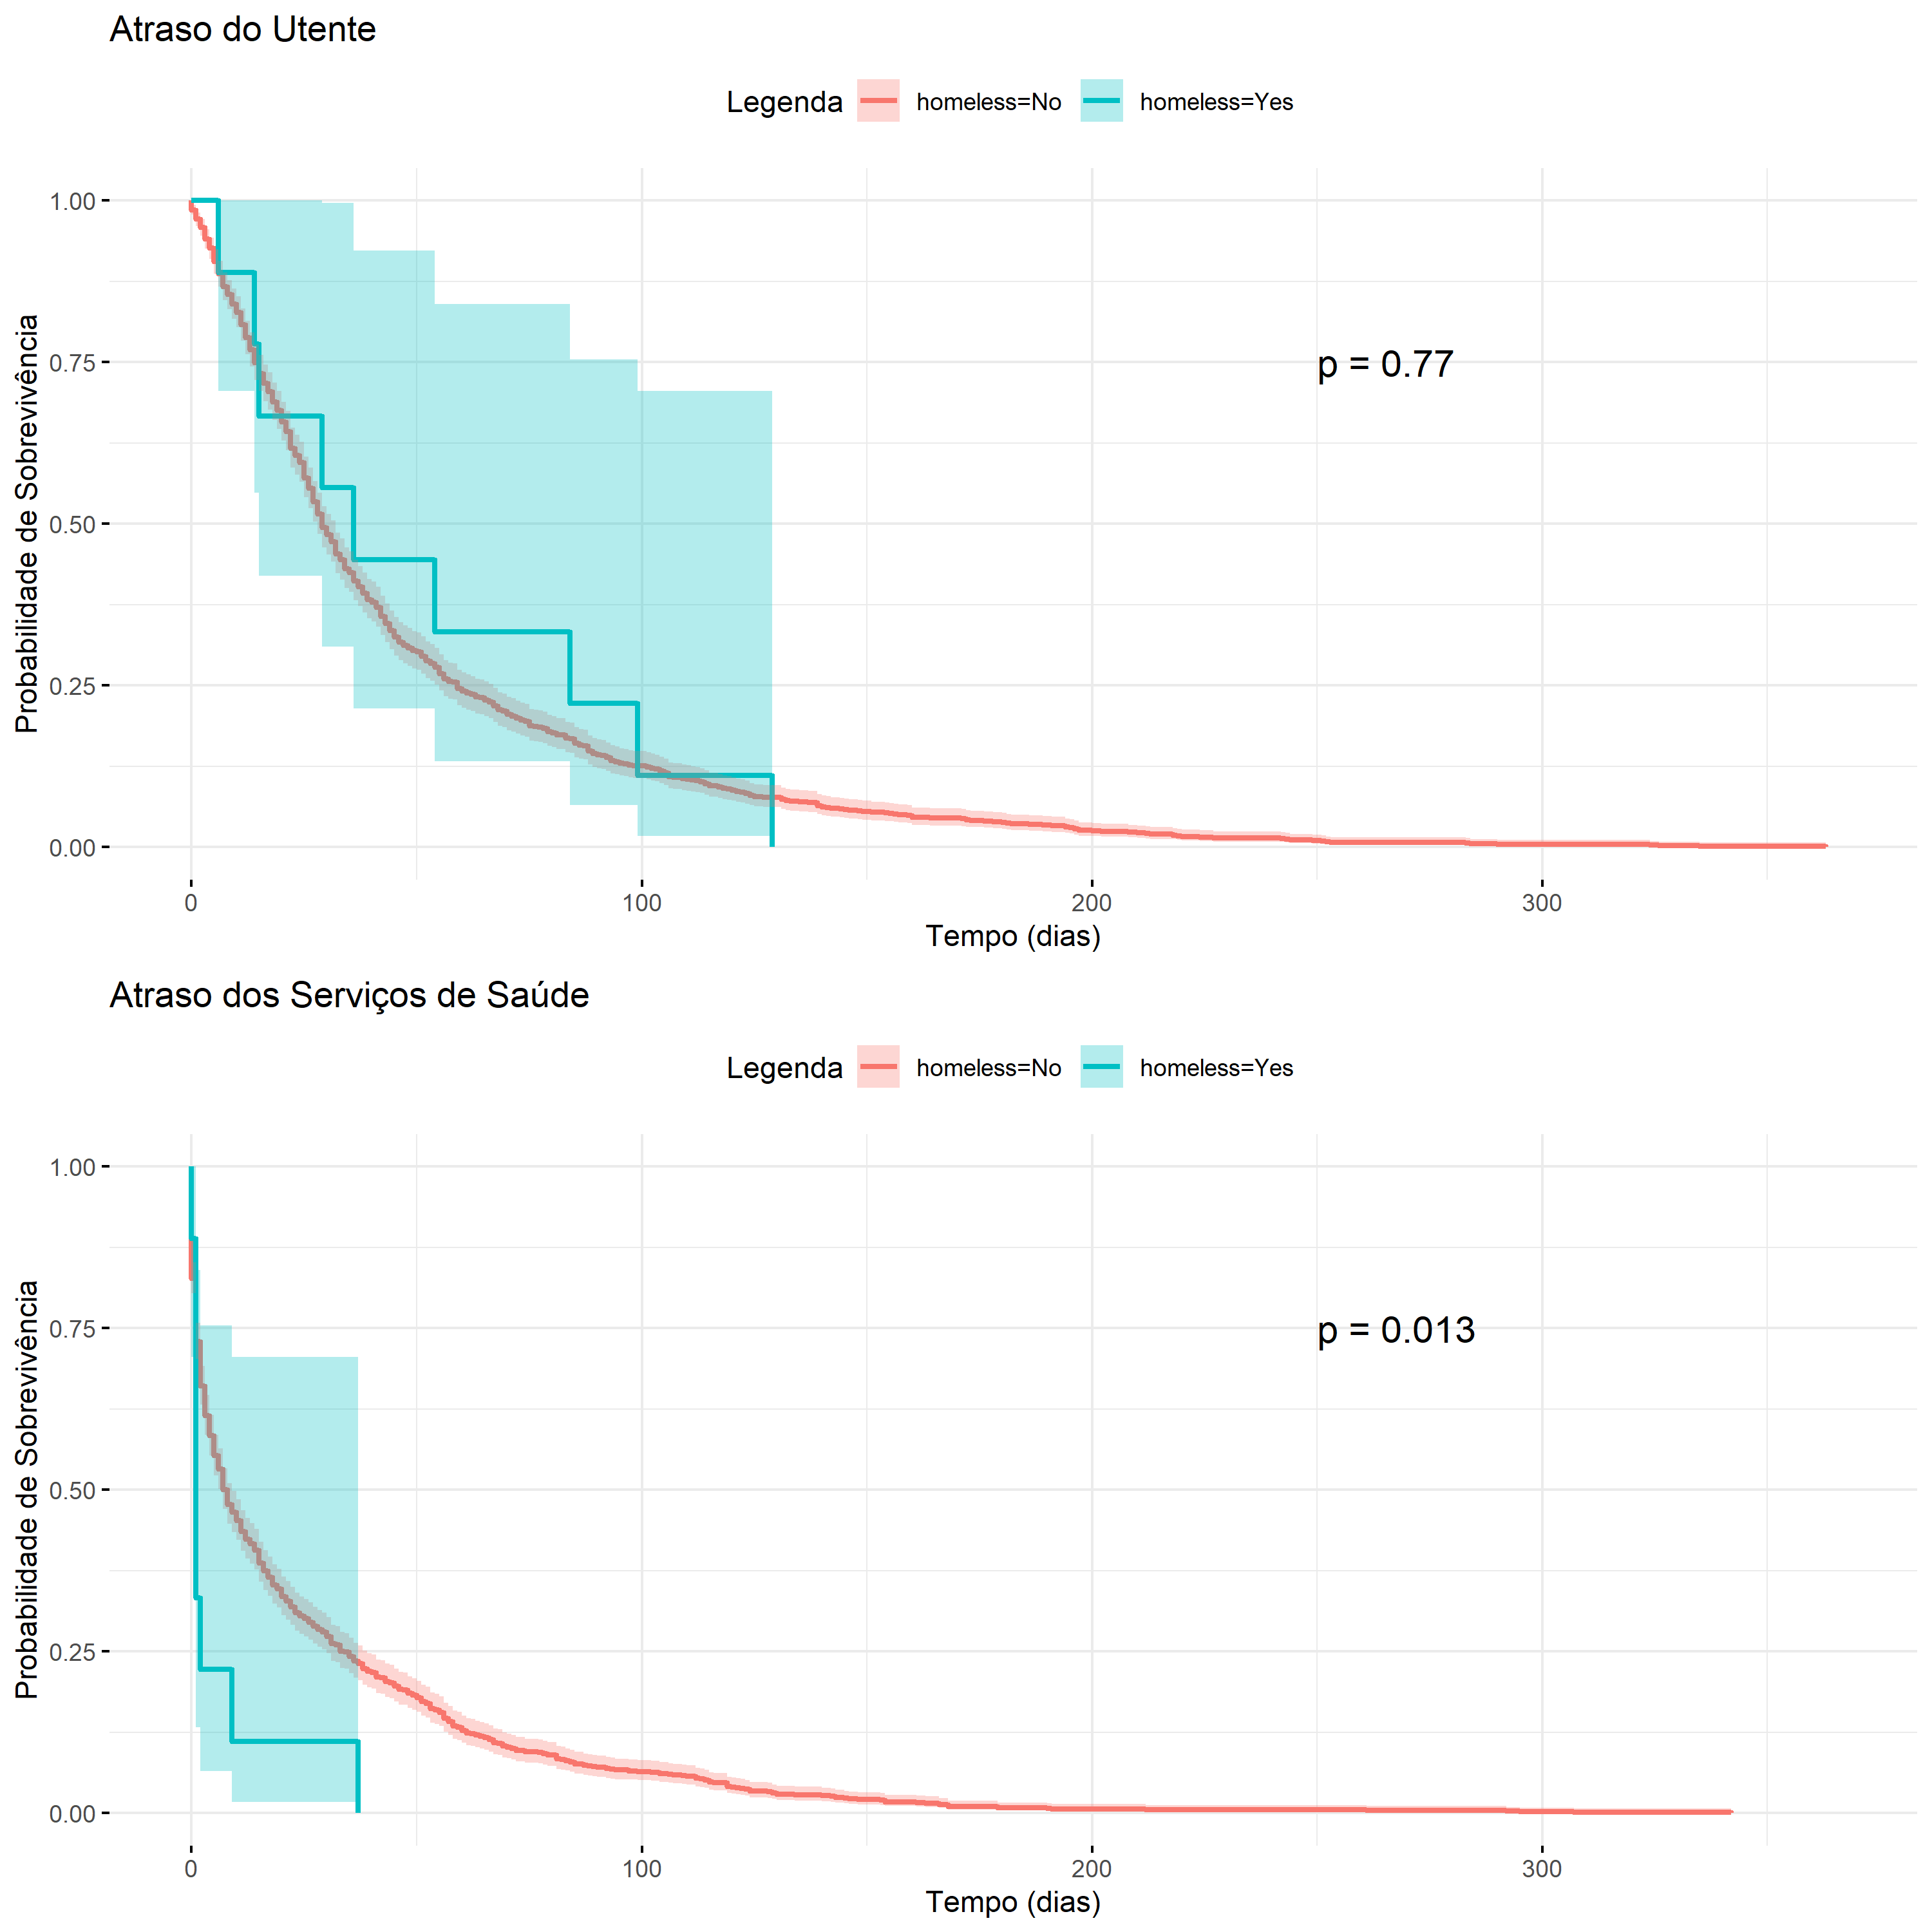 Atraso do Utente
Legenda homeless=No homeless=Yes
Probabilidade de Sobrevivência
1.00
0.75
0.50
0.25
0.00
p = 0.77
0 100 200 300
Tempo (dias)
Atraso dos Serviços de Saúde
Legenda homeless=No homeless=Yes
Probabilidade de Sobrevivência
1.00
0.75
0.50
0.25
0.00
p = 0.013
0 100 200 300
Tempo (dias)